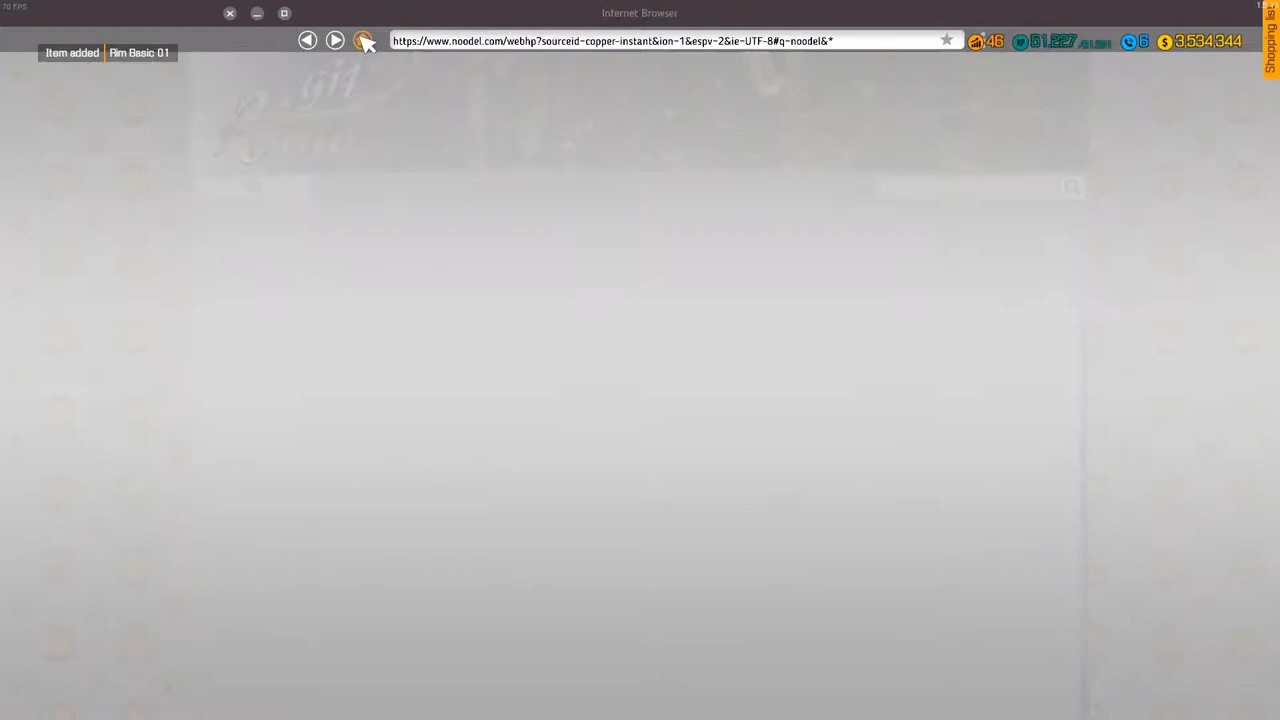 70 FPS
Internet Browser
https://www.noodel.com/webhp?sourceid-copper-instant&ion-1&espv-2&ie-UTF-8#q-noodel&*
46
XP 51,227
6
$ 3,534,344
Item added Rim Basic 01
Shopping list